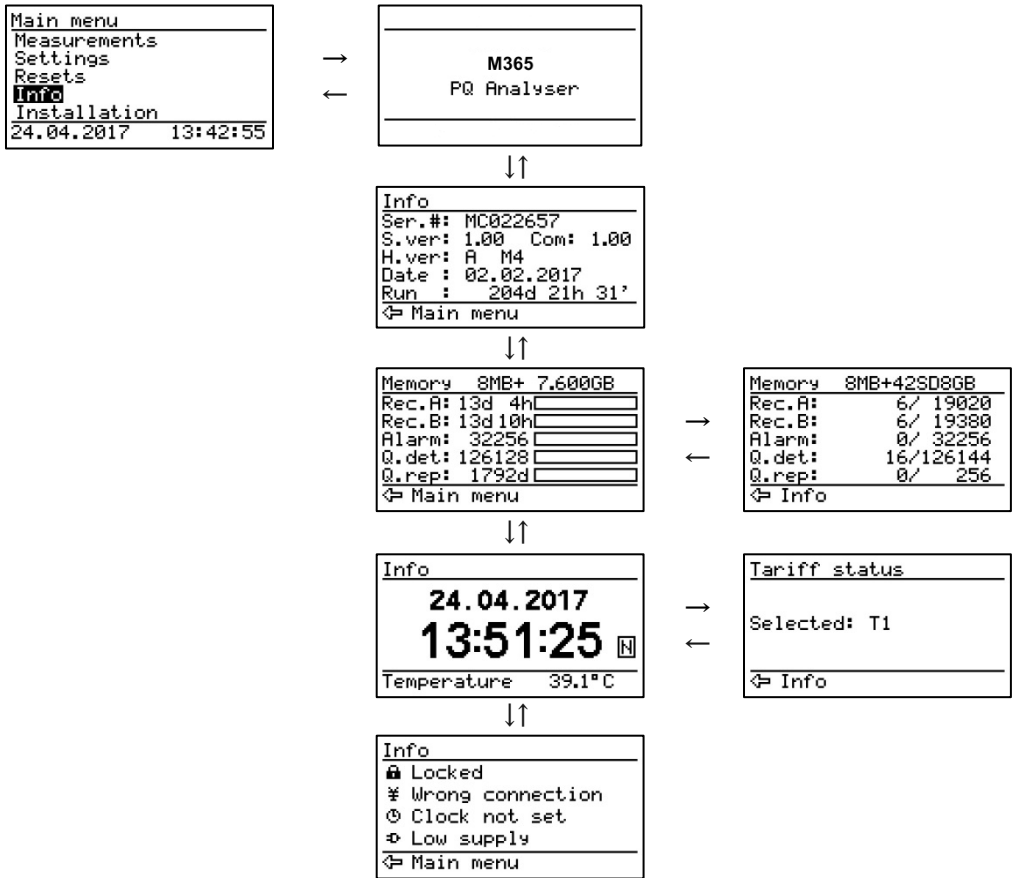 Main menu
Measurements
Settings
Resets
Info
Installation
24.04.2017 13:42:55
→
←
M365
PQ Analyser
↓↑
Info
Ser.#: MC022657
S.ver: 1.00 Com: 1.00
H.ver: A M4
Date : 02.02.2017
Run : 204d 21h 31'
Main menu
↓↑
Memory 8MB+ 7.600GB
Rec.A: 13d 4h
Rec.B: 13d 10h
Alarm: 32256
Q.det: 126128
Q.rep: 1792d
Main menu
→
←
Memory 8MB+42SD8GB
Rec.A: 6/ 19020
Rec.B: 6/ 19380
Alarm: 0/ 32256
Q.det: 16/126144
Q.rep: 0/ 256
Info
↓↑
Info
24.04.2017
13:51:25 N
Temperature 39.1°C
→
←
Tariff status
Selected: T1
Info
↓↑
Info
Locked
¥ Wrong connection
Clock not set
Low supply
Main menu